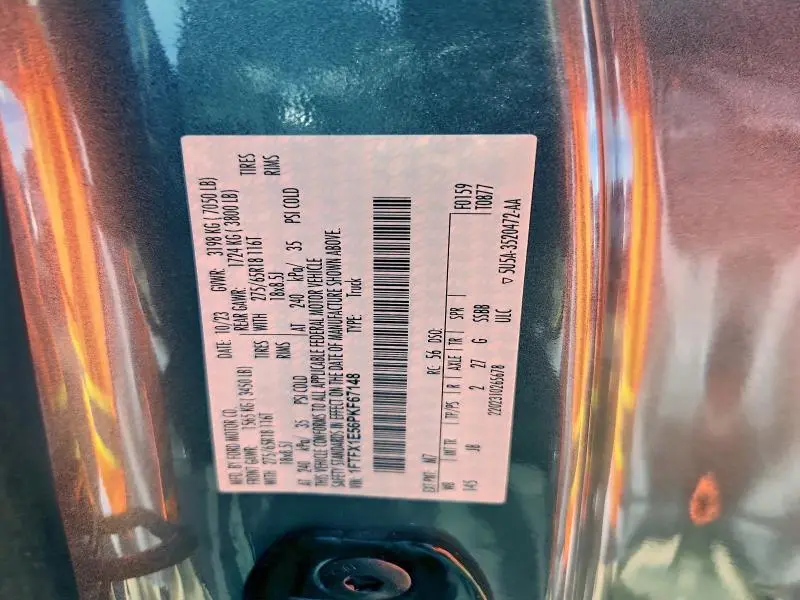 MFD. BY FORD MOTOR CO.
DATE: 10/23 GVWR: 3198 KG ( 7050 LB)
FRONT GAWR: 1565 KG ( 3450 LB) REAR GAWR: 1724 KG ( 3800 LB)
WITH 275/65R18 116T TIRES WITH 275/65R18 116T TIRES
18x8.5J RIMS 18x8.5J RIMS
AT 240 kPa/ 35 PSI COLD AT 240 kPa/ 35 PSI COLD
THIS VEHICLE CONFORMS TO ALL APPLICABLE FEDERAL MOTOR VEHICLE
SAFETY STANDARDS IN EFFECT ON THE DATE OF MANUFACTURE SHOWN ABOVE.
VIN: 1FTFX1E56PKF67148 TYPE: Truck
EXT PNT: M7 RC: 56 DSO: F0159
WB INT TR TP/PS R AXLE TR SPR T0877
145 JB 2 27 G SSBB
2202310265678 ULC ▽ 5U5A-3520472-AA